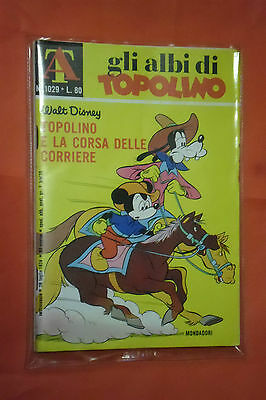 A
N. 1029 • L. 80
gli albi di
TOPOLINO
Walt Disney
TOPOLINO
E LA CORSA DELLE
CORRIERE
MONDADORI